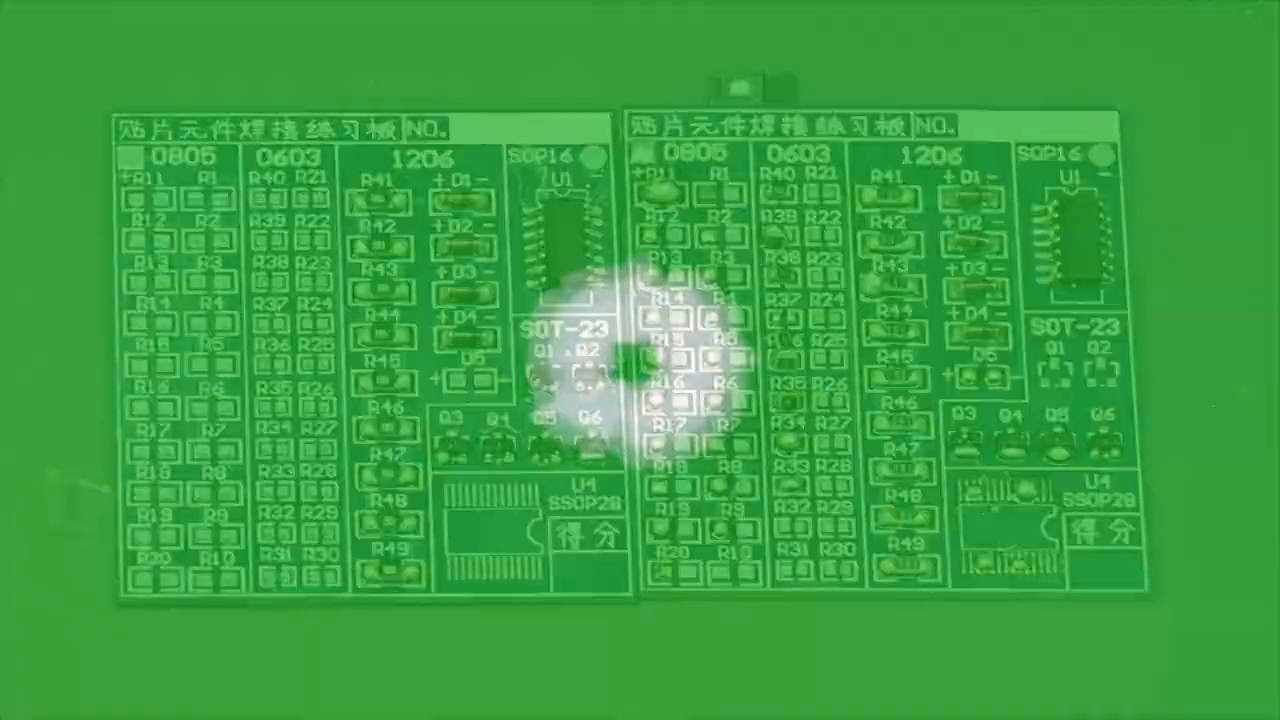 贴片元件焊接练习板 NO.
0805
+R11 R1
R12 R2
R13 R3
R14 R4
R15 R5
R16 R6
R17 R7
R18 R8
R19 R9
R20 R10
0603
R40 R21
R39 R22
R38 R23
R37 R24
R36 R25
R35 R26
R34 R27
R33 R28
R32 R29
R31 R30
1206
R41 + D1 -
R42 + D2 -
R43 + D3 -
R44 + D4 -
R45 D5
+ -
R46
R47
R48
R49
SOP16
U1
SOT-23
Q1 Q2
Q3 Q4 Q5 Q6
U4
SSOP28
得分
贴片元件焊接练习板 NO.
0805
+R11 R1
R12 R2
R13 R3
R14 R4
R15 R5
R16 R6
R17 R7
R18 R8
R19 R9
R20 R10
0603
R40 R21
R39 R22
R38 R23
R37 R24
R25
R35 R26
R34 R27
R33 R28
R32 R29
R31 R30
1206
R41 + D1 -
R42 + D2 -
R43 + D3 -
R44 + D4 -
R45 D5
+ -
R46
R47
R48
R49
SOP16
U1
SOT-23
Q1 Q2
Q3 Q4 Q5 Q6
U4
SSOP28
得分